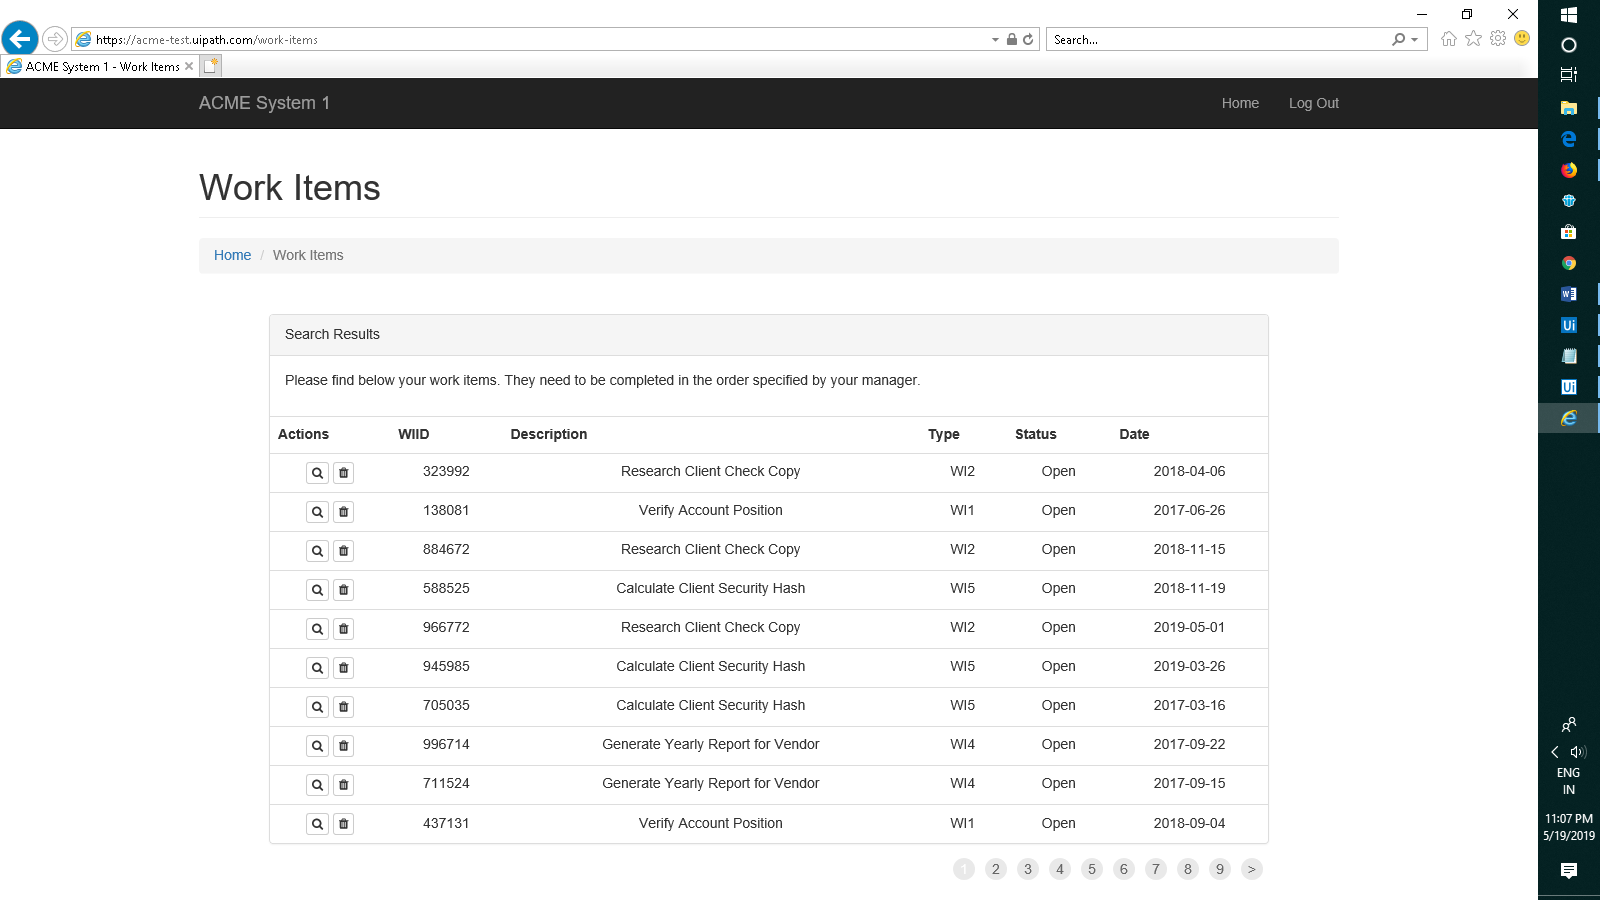 https://acme-test.uipath.com/work-items
Search...
ACME System 1 - Work Items
ACME System 1 Home Log Out
Work Items
Home / Work Items
Search Results
Please find below your work items. They need to be completed in the order specified by your manager.
Actions WIID Description Type Status Date
323992 Research Client Check Copy WI2 Open 2018-04-06
138081 Verify Account Position WI1 Open 2017-06-26
884672 Research Client Check Copy WI2 Open 2018-11-15
588525 Calculate Client Security Hash WI5 Open 2018-11-19
966772 Research Client Check Copy WI2 Open 2019-05-01
945985 Calculate Client Security Hash WI5 Open 2019-03-26
705035 Calculate Client Security Hash WI5 Open 2017-03-16
996714 Generate Yearly Report for Vendor WI4 Open 2017-09-22
711524 Generate Yearly Report for Vendor WI4 Open 2017-09-15
437131 Verify Account Position WI1 Open 2018-09-04
1 2 3 4 5 6 7 8 9 >
Ui
Ui
ENG
IN
11:07 PM
5/19/2019